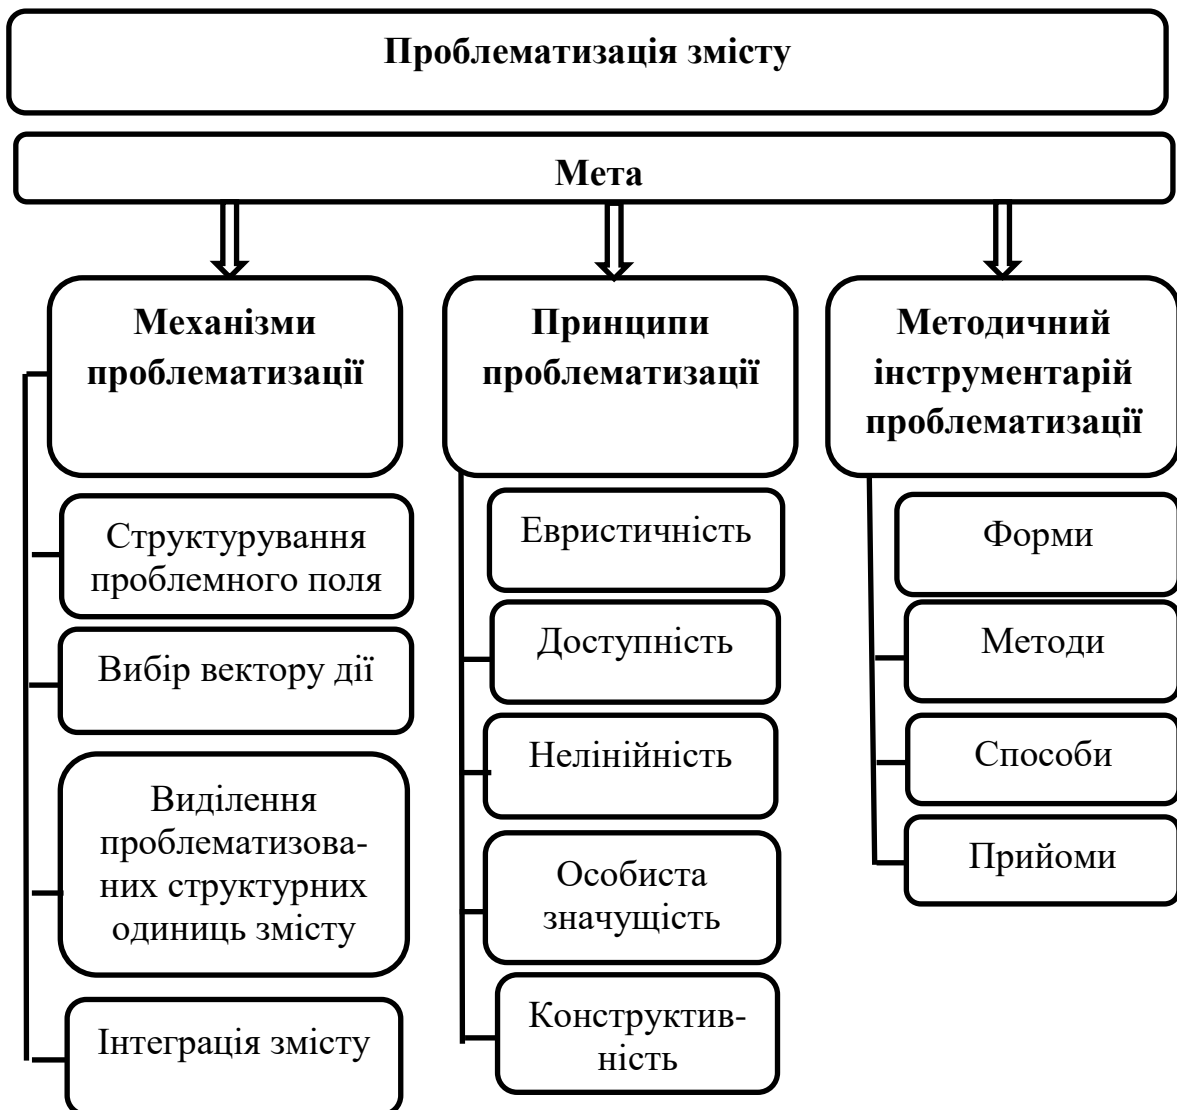 Проблематизація змісту
Мета
Механізми
проблематизації
Структурування
проблемного поля
Вибір вектору дії
Виділення
проблематизова-
них структурних
одиниць змісту
Інтеграція змісту
Принципи
проблематизації
Евристичність
Доступність
Нелінійність
Особиста
значущість
Конструктив-
ність
Методичний
інструментарій
проблематизації
Форми
Методи
Способи
Прийоми